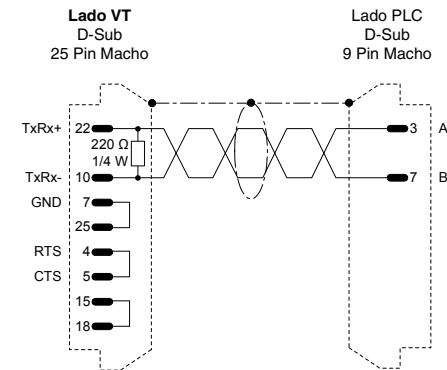 Lado VT
D-Sub
25 Pin Macho
Lado PLC
D-Sub
9 Pin Macho
TxRx+ 22
3 A
220 Ω
1/4 W
TxRx- 10
7 B
GND 7
25
RTS 4
CTS 5
15
18